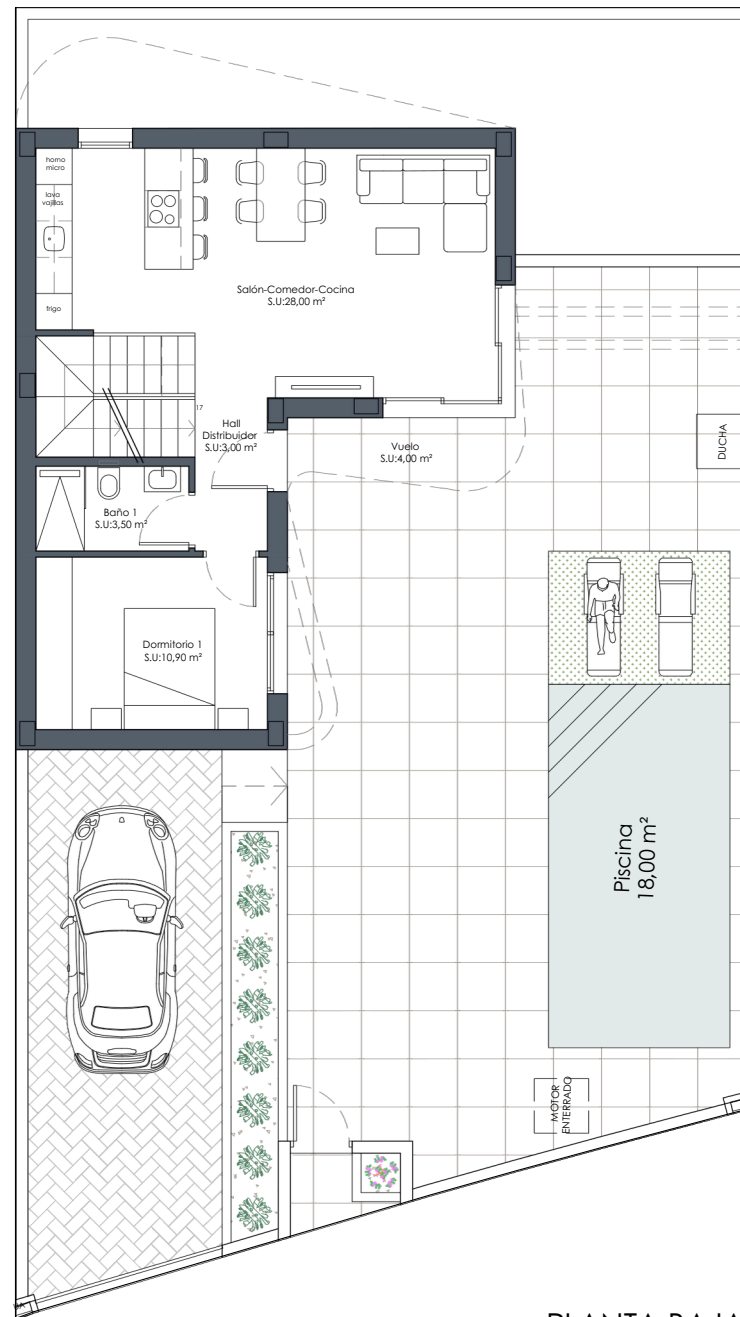 horno
micro
lava
vajillas
frigo
Salón-Comedor-Cocina
S.U:28,00 m²
17
Hall
Distribuidor
S.U:3,00 m²
Vuelo
S.U:4,00 m²
DUCHA
Baño 1
S.U:3,50 m²
Dormitorio 1
S.U:10,90 m²
Piscina
18,00 m²
MOTOR
ENTERRADO
PLANTA BAJA